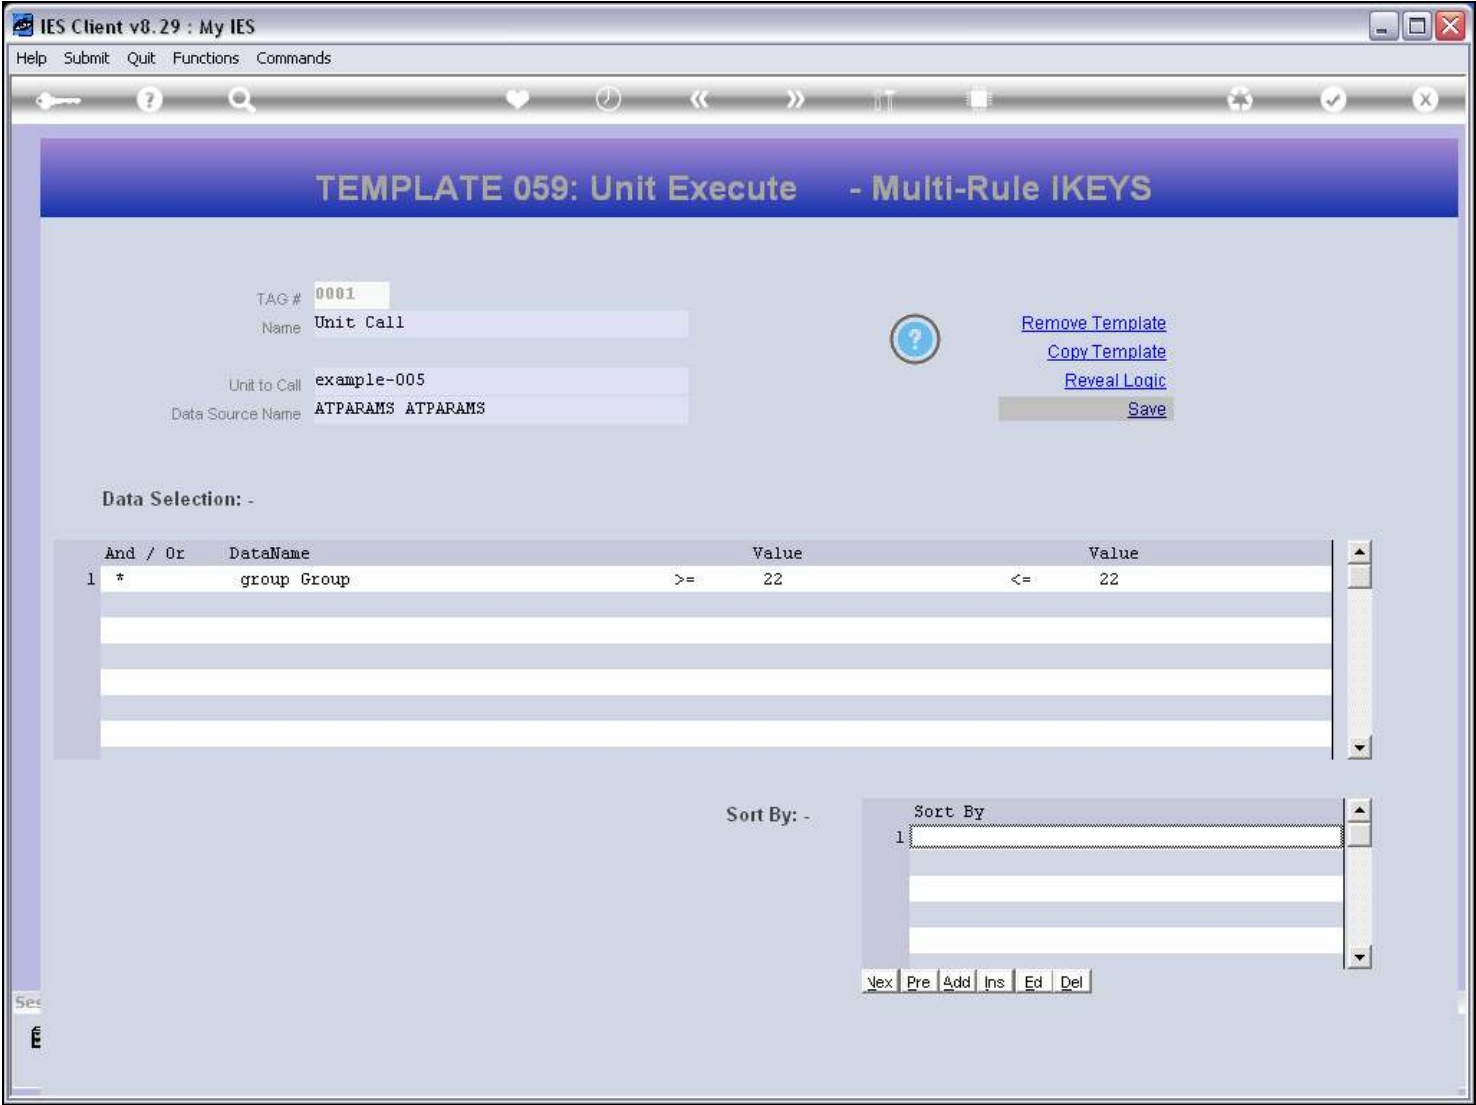 IES Client v8.29 : My IES
Help Submit Quit Functions Commands
TEMPLATE 059: Unit Execute - Multi-Rule IKEYS
TAG # 0001
Name Unit Call
Remove Template
Copy Template
Unit to Call example-005
Reveal Logic
Data Source Name ATPARAMS ATPARAMS
Save
Data Selection: -
And / Or DataName Value Value
1 * group Group >= 22 <= 22
Sort By: -
Sort By
1
Nex Pre Add Ins Ed Del
Ses